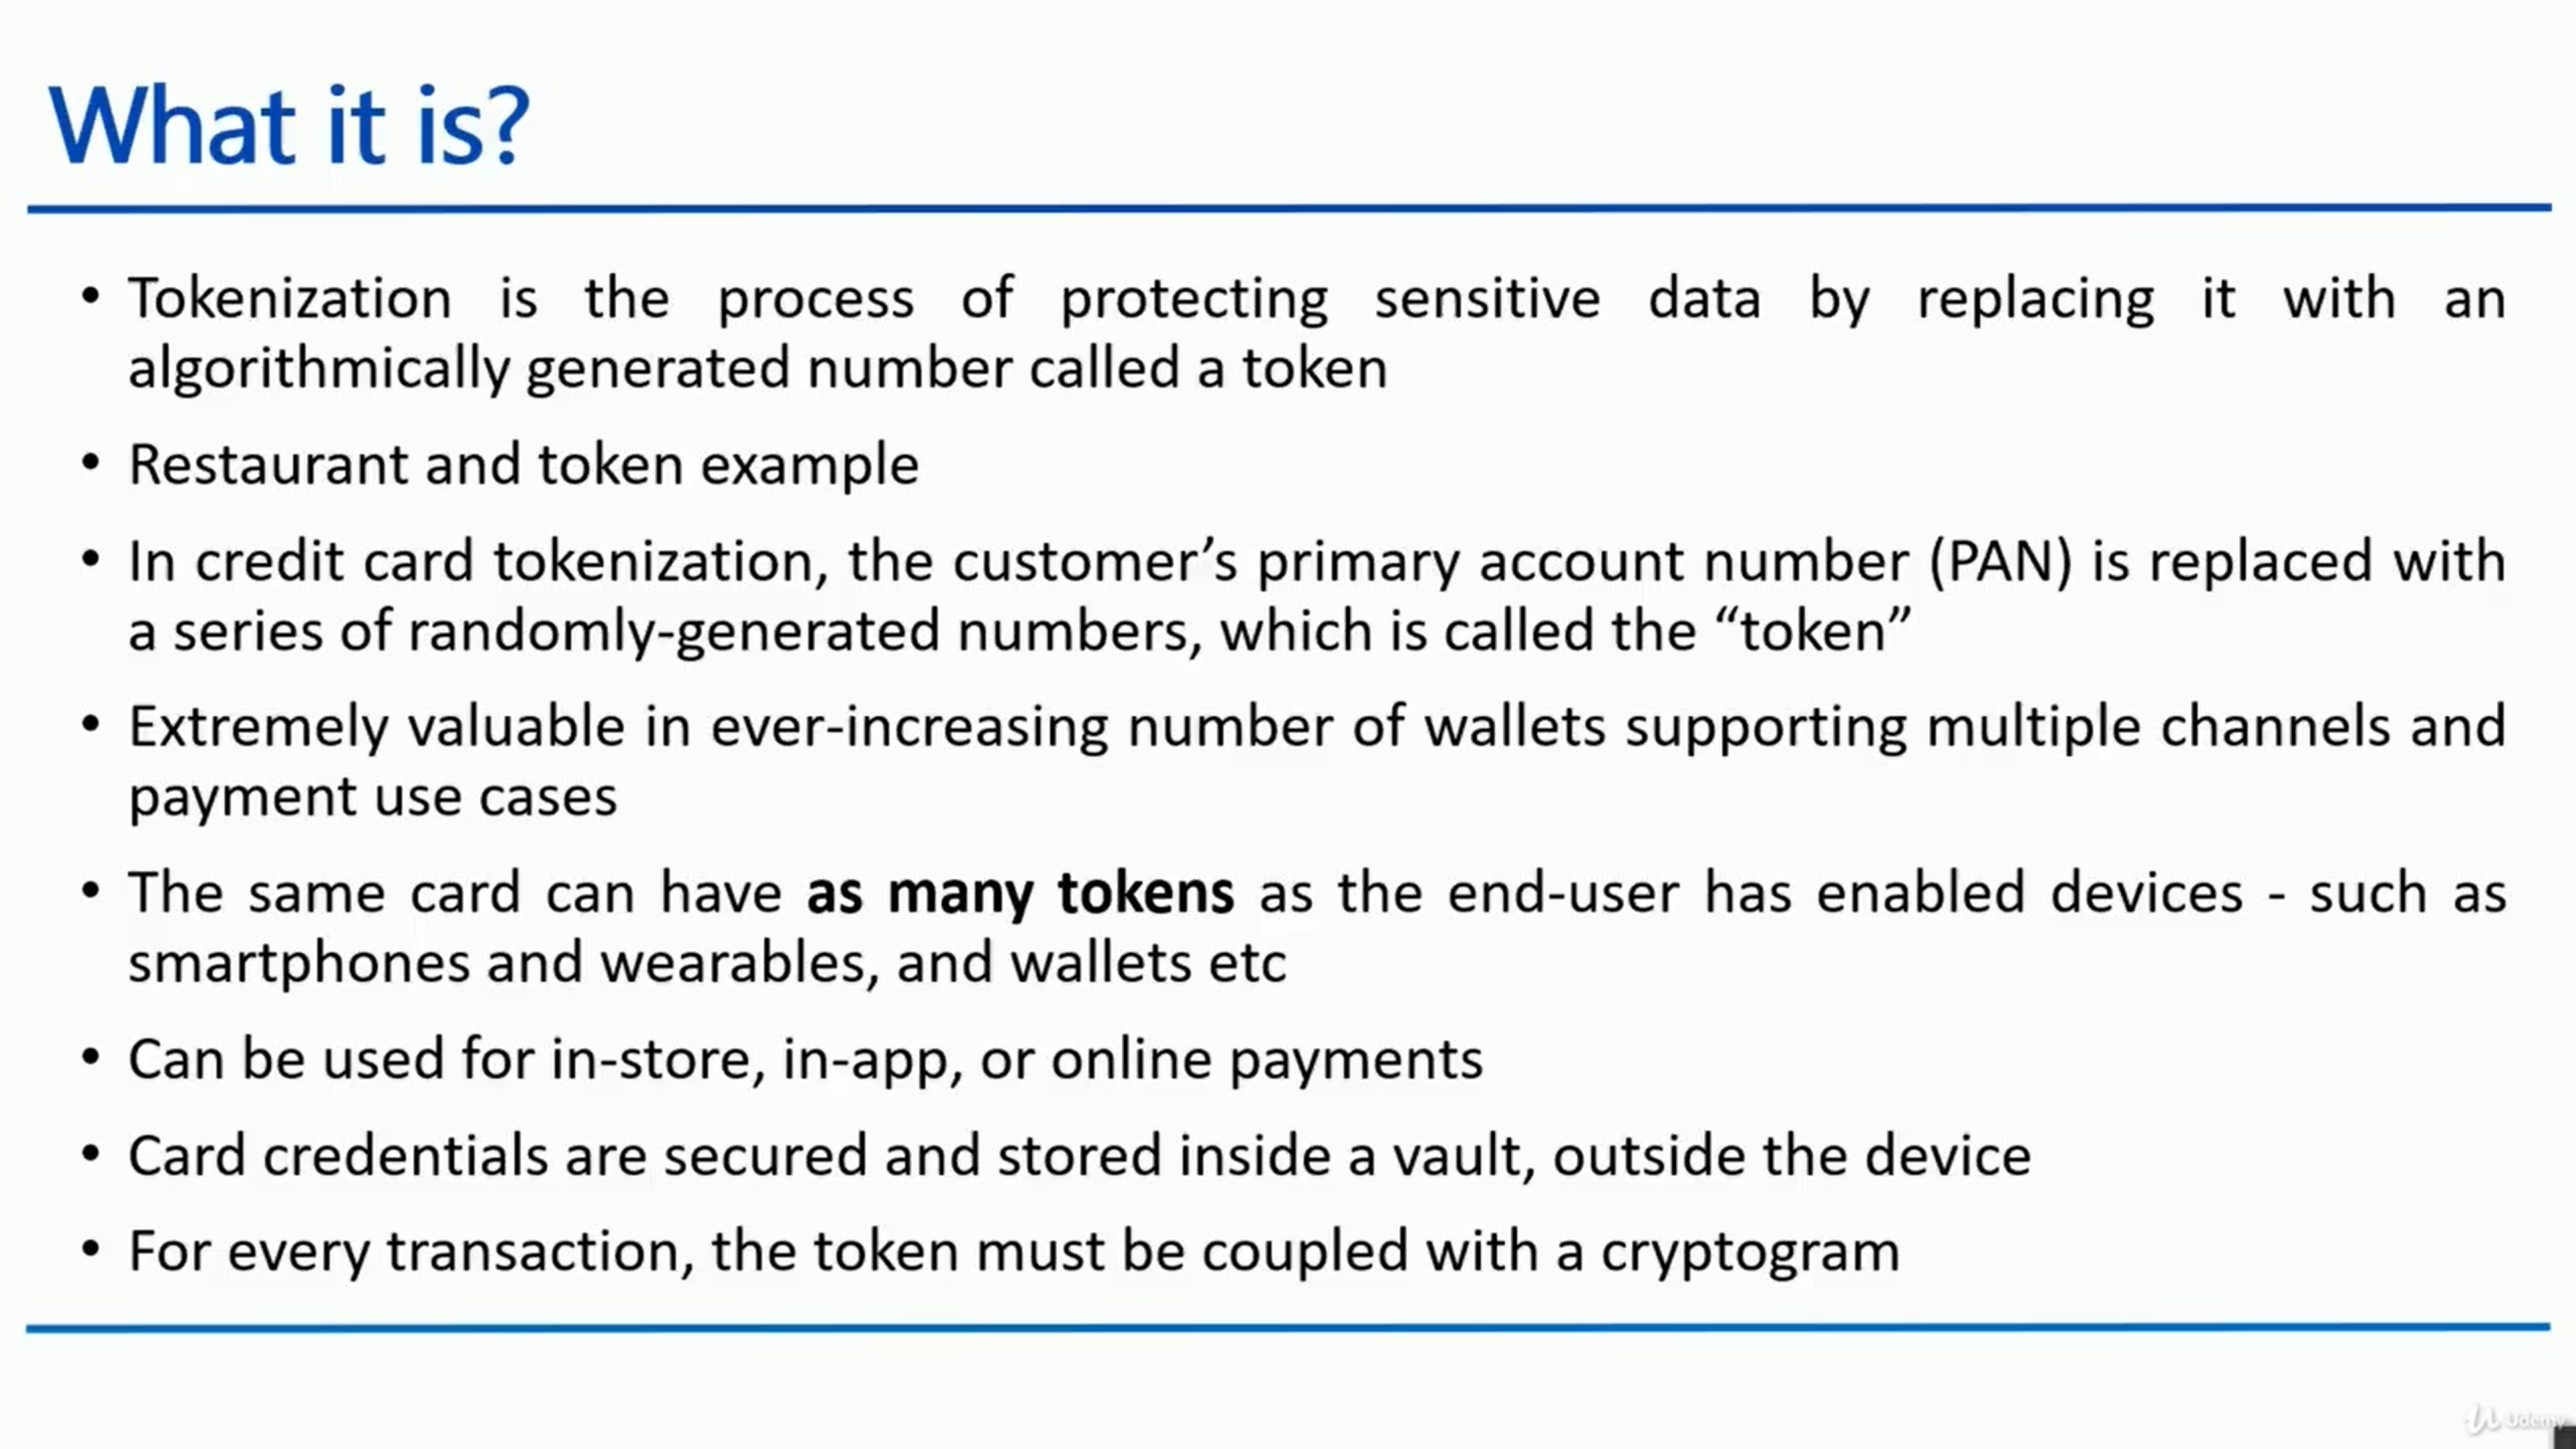 What it is?
• Tokenization is the process of protecting sensitive data by replacing it with an
algorithmically generated number called a token
• Restaurant and token example
• In credit card tokenization, the customer’s primary account number (PAN) is replaced with
a series of randomly-generated numbers, which is called the “token”
• Extremely valuable in ever-increasing number of wallets supporting multiple channels and
payment use cases
• The same card can have as many tokens as the end-user has enabled devices - such as
smartphones and wearables, and wallets etc
• Can be used for in-store, in-app, or online payments
• Card credentials are secured and stored inside a vault, outside the device
• For every transaction, the token must be coupled with a cryptogram
Udemy